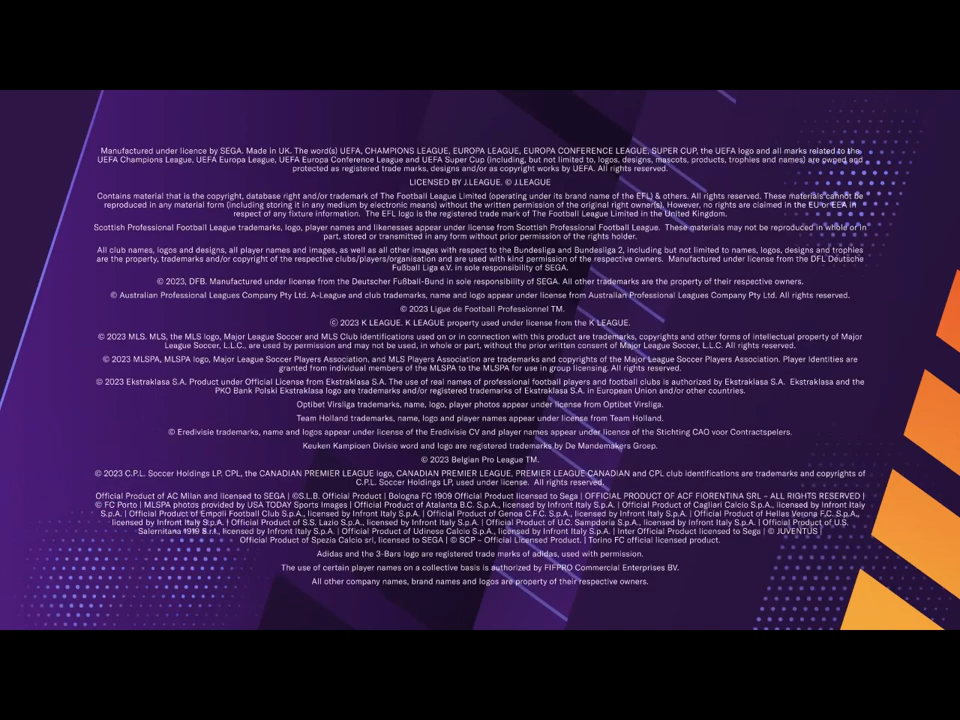 Manufactured under licence by SEGA. Made in UK. The word(s) UEFA, CHAMPIONS LEAGUE, EUROPA LEAGUE, EUROPA CONFERENCE LEAGUE, SUPER CUP, the UEFA logo and all marks related to the
UEFA Champions League, UEFA Europa League, UEFA Europa Conference League and UEFA Super Cup (including, but not limited to, logos, designs, mascots, products, trophies and names) are owned and
protected as registered trade marks, designs and/or as copyright works by UEFA. All rights reserved.
LICENSED BY J.LEAGUE. © J.LEAGUE
Contains material that is the copyright, database right and/or trademark of The Football League Limited (operating under its brand name of the EFL) & others. All rights reserved. These materials cannot be
reproduced in any material form (including storing it in any medium by electronic means) without the written permission of the original right owner(s). However, no rights are claimed in the EU or EEA in
respect of any fixture information. The EFL logo is the registered trade mark of The Football League Limited in the United Kingdom.
Scottish Professional Football League trademarks, logo, player names and likenesses appear under license from Scottish Professional Football League. These materials may not be reproduced in whole or in
part, stored or transmitted in any form without prior permission of the rights holder.
All club names, logos and designs, all player names and images, as well as all other images with respect to the Bundesliga and Bundesliga 2, including but not limited to names, logos, designs and trophies
are the property, trademarks and/or copyright of the respective clubs/players/organisation and are used with kind permission of the respective owners. Manufactured under license from the DFL Deutsche
Fußball Liga e.V. in sole responsibility of SEGA.
© 2023, DFB. Manufactured under license from the Deutscher Fußball-Bund in sole responsibility of SEGA. All other trademarks are the property of their respective owners.
© Australian Professional Leagues Company Pty Ltd. A-League and club trademarks, name and logo appear under license from Australian Professional Leagues Company Pty Ltd. All rights reserved.
© 2023 Ligue de Football Professionnel TM.
ⓒ 2023 K LEAGUE. K LEAGUE property used under license from the K LEAGUE.
© 2023 MLS. MLS, the MLS logo, Major League Soccer and MLS Club identifications used on or in connection with this product are trademarks, copyrights and other forms of intellectual property of Major
League Soccer, L.L.C., are used by permission and may not be used, in whole or part, without the prior written consent of Major League Soccer, L.L.C. All rights reserved.
© 2023 MLSPA, MLSPA logo, Major League Soccer Players Association, and MLS Players Association are trademarks and copyrights of the Major League Soccer Players Association. Player Identities are
granted from individual members of the MLSPA to the MLSPA for use in group licensing. All rights reserved.
© 2023 Ekstraklasa S.A. Product under Official License from Ekstraklasa S.A. The use of real names of professional football players and football clubs is authorized by Ekstraklasa S.A. Ekstraklasa and the
PKO Bank Polski Ekstraklasa logo are trademarks and/or registered trademarks of Ekstraklasa S.A. in European Union and/or other countries.
Optibet Virsliga trademarks, name, logo, player photos appear under license from Optibet Virsliga.
Team Holland trademarks, name, logo and player names appear under license from Team Holland.
© Eredivisie trademarks, name and logos appear under license of the Eredivisie CV and player names appear under licence of the Stichting CAO voor Contractspelers.
Keuken Kampioen Divisie word and logo are registered trademarks by De Mandemakers Groep.
© 2023 Belgian Pro League TM.
© 2023 C.P.L. Soccer Holdings LP. CPL, the CANADIAN PREMIER LEAGUE logo, CANADIAN PREMIER LEAGUE, PREMIER LEAGUE CANADIAN and CPL club identifications are trademarks and copyrights of
C.P.L. Soccer Holdings LP, used under license. All rights reserved.
Official Product of AC Milan and licensed to SEGA | ©S.L.B. Official Product | Bologna FC 1909 Official Product licensed to Sega | OFFICIAL PRODUCT OF ACF FIORENTINA SRL – ALL RIGHTS RESERVED |
© FC Porto | MLSPA photos provided by USA TODAY Sports Images | Official Product of Atalanta B.C. S.p.A., licensed by Infront Italy S.p.A. | Official Product of Cagliari Calcio S.p.A., licensed by Infront Italy
S.p.A. | Official Product of Empoli Football Club S.p.A., licensed by Infront Italy S.p.A. | Official Product of Genoa C.F.C. S.p.A., licensed by Infront Italy S.p.A. | Official Product of Hellas Verona F.C. S.p.A.,
licensed by Infront Italy S.p.A. | Official Product of S.S. Lazio S.p.A., licensed by Infront Italy S.p.A. | Official Product of U.C. Sampdoria S.p.A., licensed by Infront Italy S.p.A. | Official Product of U.S.
Salernitana 1919 S.r.l., licensed by Infront Italy S.p.A. | Official Product of Udinese Calcio S.p.A., licensed by Infront Italy S.p.A. | Inter Official Product licensed to Sega | © JUVENTUS |
Official Product of Spezia Calcio srl, licensed to SEGA | © SCP – Official Licensed Product. | Torino FC official licensed product.
Adidas and the 3-Bars logo are registered trade marks of adidas, used with permission.
The use of certain player names on a collective basis is authorized by FIFPRO Commercial Enterprises BV.
All other company names, brand names and logos are property of their respective owners.